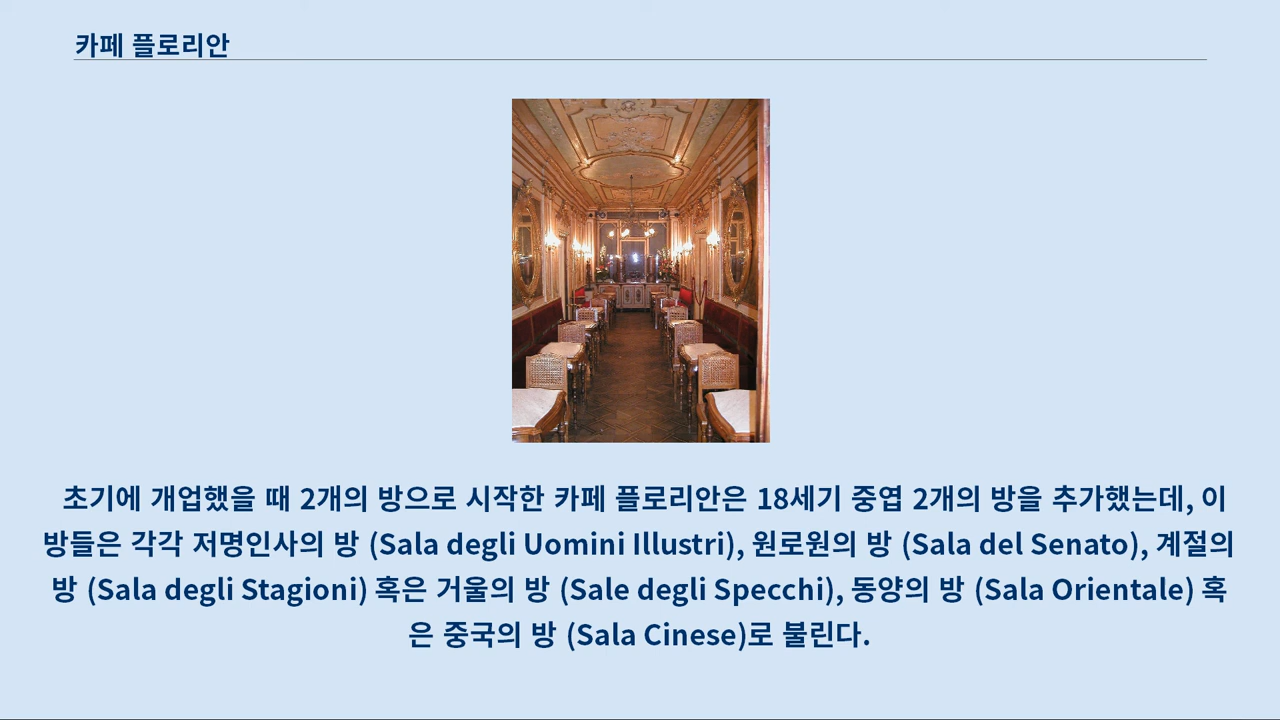 카페 플로리안
초기에 개업했을 때 2개의 방으로 시작한 카페 플로리안은 18세기 중엽 2개의 방을 추가했는데, 이
방들은 각각 저명인사의 방 (Sala degli Uomini Illustri), 원로원의 방 (Sala del Senato), 계절의
방 (Sala degli Stagioni) 혹은 거울의 방 (Sale degli Specchi), 동양의 방 (Sala Orientale) 혹
은 중국의 방 (Sala Cinese)로 불린다.